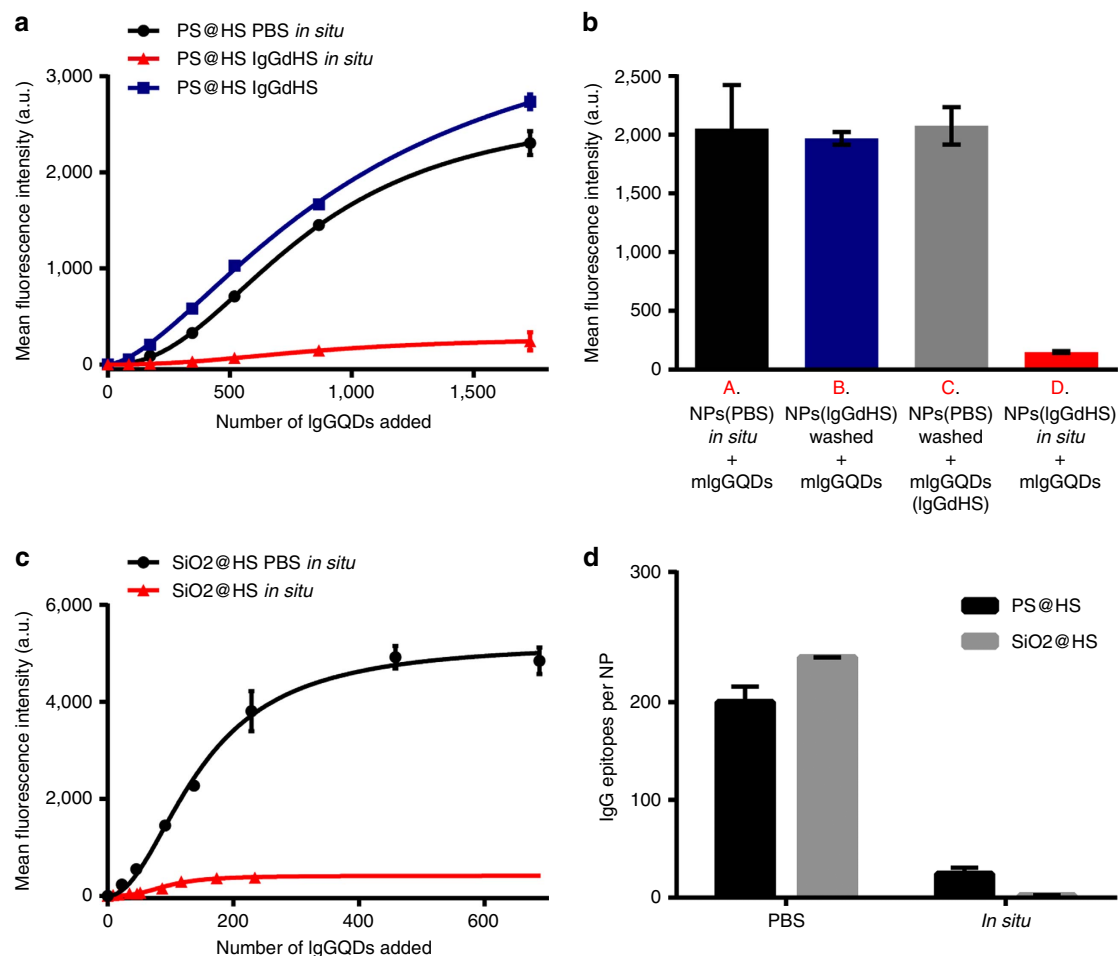 a
PS@HS PBS in situ
PS@HS IgGdHS in situ
PS@HS IgGdHS
Mean fluorescence intensity (a.u.)
3,000
2,000
1,000
0
0 500 1,000 1,500
Number of IgGQDs added
b
Mean fluorescence intensity (a.u.)
2,500
2,000
1,500
1,000
500
0
A. B. C. D.
NPs(PBS) NPs(IgGdHS) NPs(PBS) NPs(IgGdHS)
in situ washed washed in situ
+ + + +
mIgGQDs mIgGQDs mIgGQDs mIgGQDs
(IgGdHS)
c
SiO2@HS PBS in situ
SiO2@HS in situ
Mean fluorescence intensity (a.u.)
6,000
4,000
2,000
0
0 200 400 600
Number of IgGQDs added
d
PS@HS
SiO2@HS
IgG epitopes per NP
300
200
100
0
PBS In situ